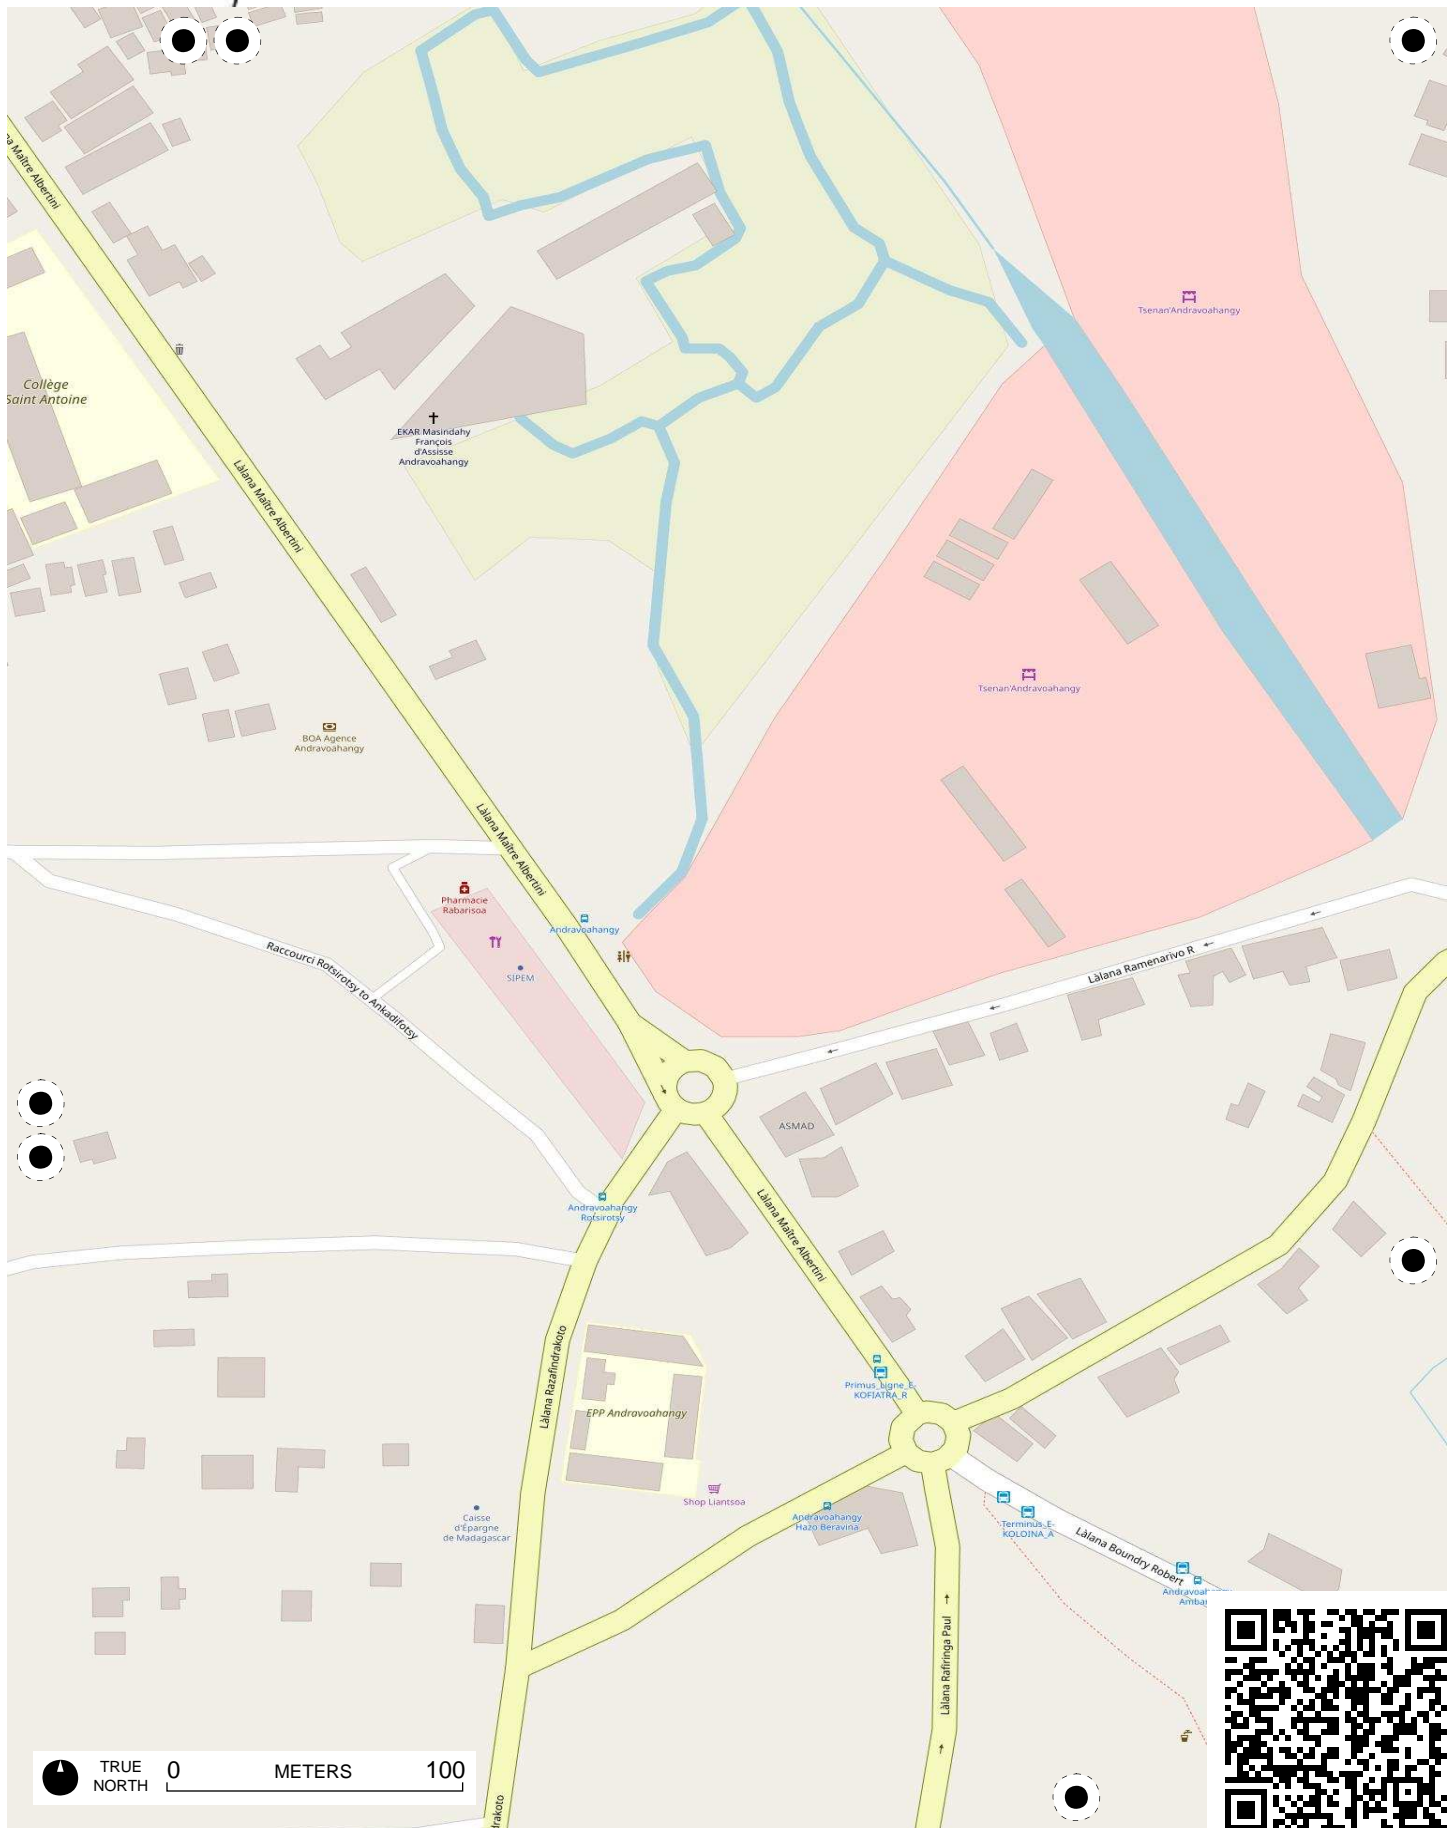 Làlana Maître Albertini
Tsenan'Andravoahangy
Collège
Saint Antoine
EKAR Masindahy
François
d'Assisse
Andravoahangy
Làlana Maître Albertini
Tsenan'Andravoahangy
BOA Agence
Andravoahangy
Làlana Maître Albertini
Pharmacie
Rabarisoa
Andravoahangy
SIPEM
Raccourci Rotsirotsy to Ankadifotsy
Làlana Ramenarivo R
ASMAD
Andravoahangy
Rotsirotsy
Làlana Maître Albertini
Làlana Razafindrakoto
Primus_Ligne_E-
KOFIATRA_R
EPP Andravoahangy
Shop Liantsoa
Caisse
d'Épargne
de Madagascar
Andravoahangy
Hazo Beravina
Terminus_E-
KOLOINA_A
Làlana Boundry Robert
Làlana Rafiringa Paul
TRUE
NORTH
0 METERS 100
drakoto